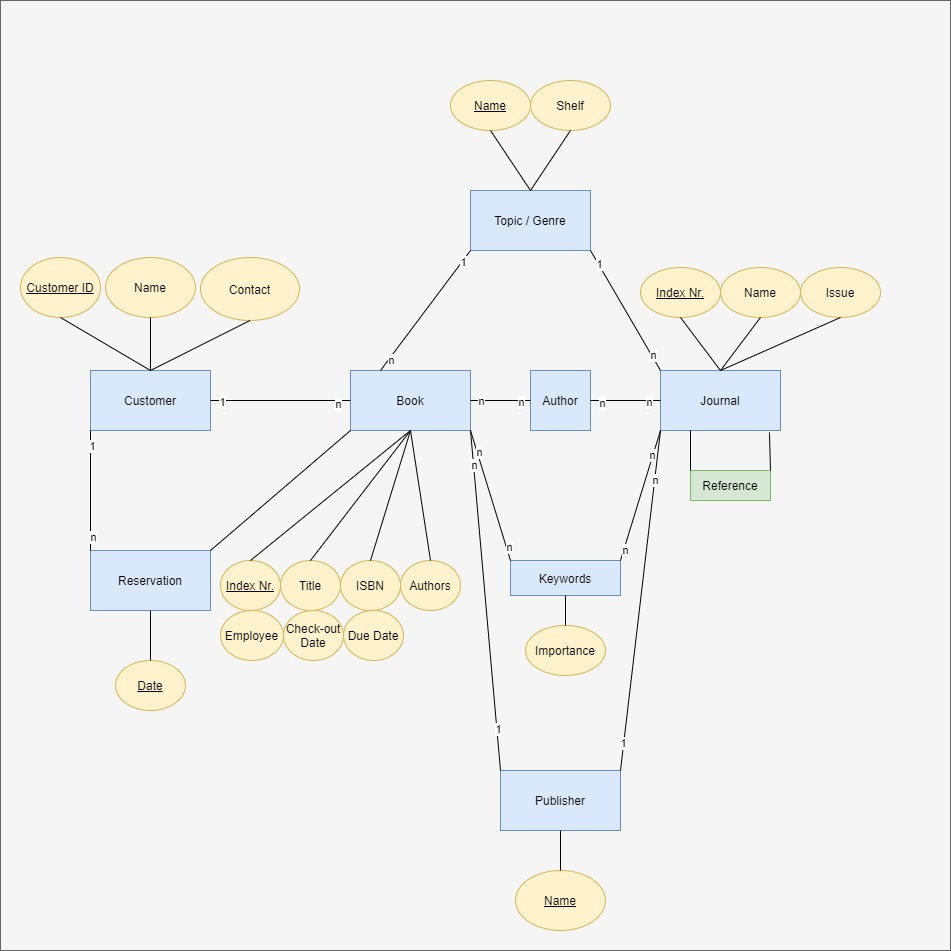 Name
Shelf
Topic / Genre
1
1
Customer ID
Name
Contact
Index Nr.
Name
Issue
n
n
Customer
1
n
Book
n
n
Author
n
n
Journal
1
n
n
n
n
Reference
n
n
n
Reservation
Index Nr.
Title
ISBN
Authors
Keywords
Employee
Check-out
Date
Due Date
Importance
Date
1
1
Publisher
Name